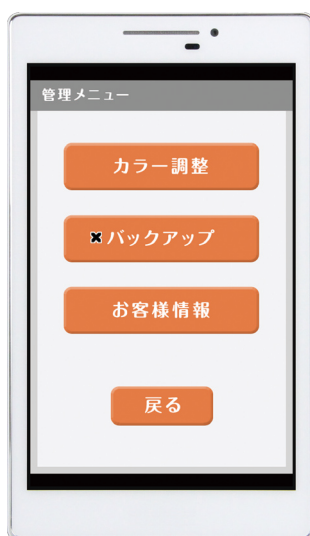 管理メニュー
カラー調整
✖バックアップ
お客様情報
戻る